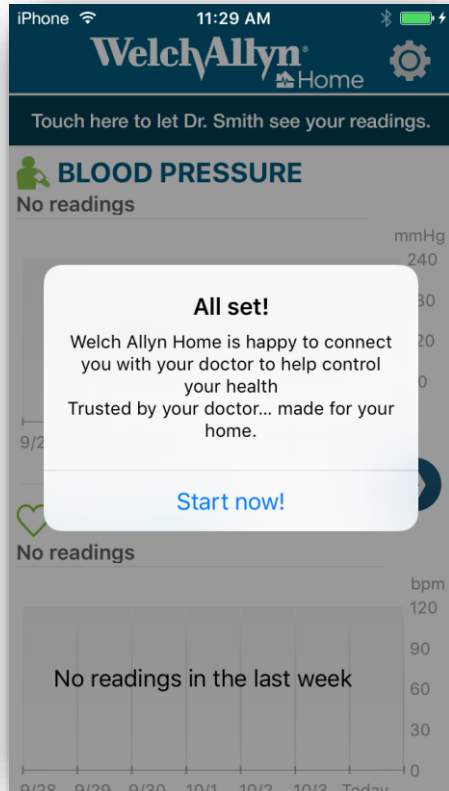 iPhone 11:29 AM
WelchAllyn®
Home
Touch here to let Dr. Smith see your readings.
BLOOD PRESSURE
No readings
mmHg
240
All set!
Welch Allyn Home is happy to connect
you with your doctor to help control
your health
Trusted by your doctor... made for your
home.
Start now!
No readings
bpm
120
90
No readings in the last week
60
30
0
9/28 9/29 9/30 10/1 10/2 10/3 Today